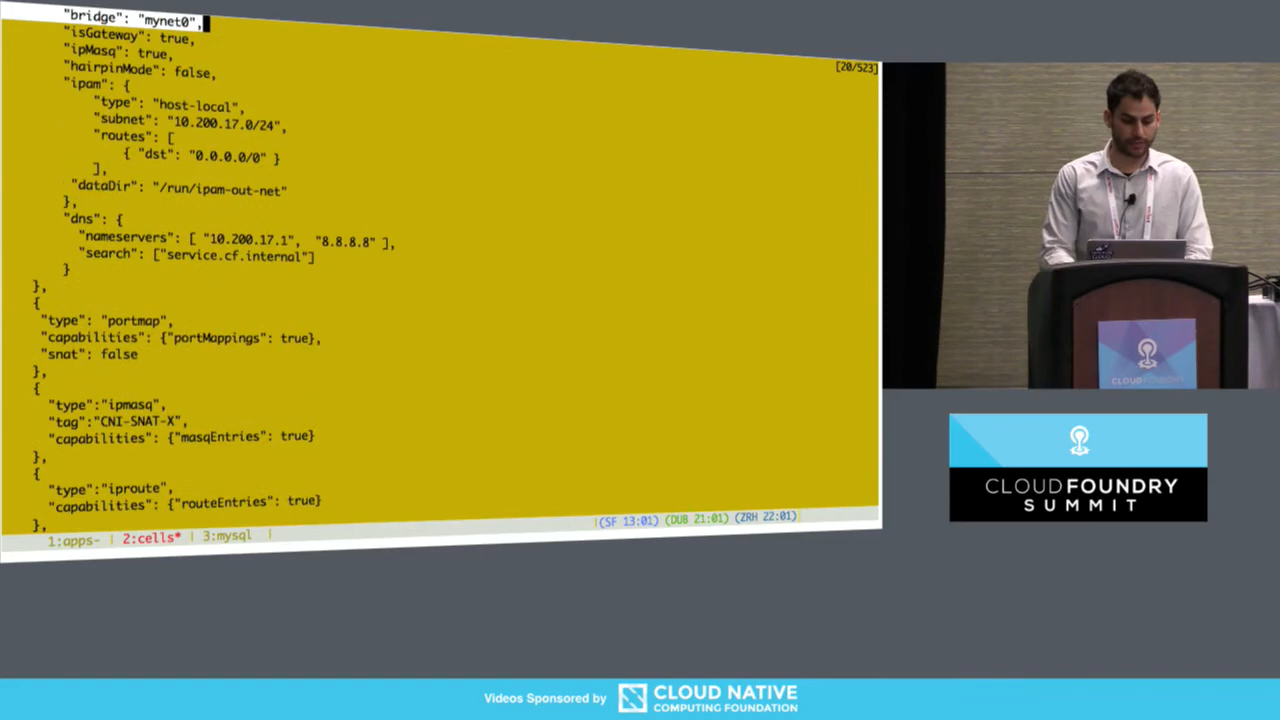 "bridge": "mynet0",
"isGateway": true,
"ipMasq": true,
"hairpinMode": false,
"ipam": {
"type": "host-local",
"subnet": "10.200.17.0/24",
"routes": [
{ "dst": "0.0.0.0/0" }
],
"dataDir": "/run/ipam-out-net"
},
"dns": {
"nameservers": [ "10.200.17.1", "8.8.8.8" ],
"search": ["service.cf.internal"]
}
},
{
"type": "portmap",
"capabilities": {"portMappings": true},
"snat": false
},
{
"type":"ipmasq",
"tag":"CNI-SNAT-X",
"capabilities": {"masqEntries": true}
},
{
"type":"iproute",
"capabilities": {"routeEntries": true}
},
[20/523]
1:apps- | 2:cells* | 3:mysql |
|(SF 13:01) (DUB 21:01) (ZRH 22:01)
CLOUDFOUNDRY
CLOUDFOUNDRY
SUMMIT
Videos Sponsored by
CLOUD NATIVE
COMPUTING FOUNDATION